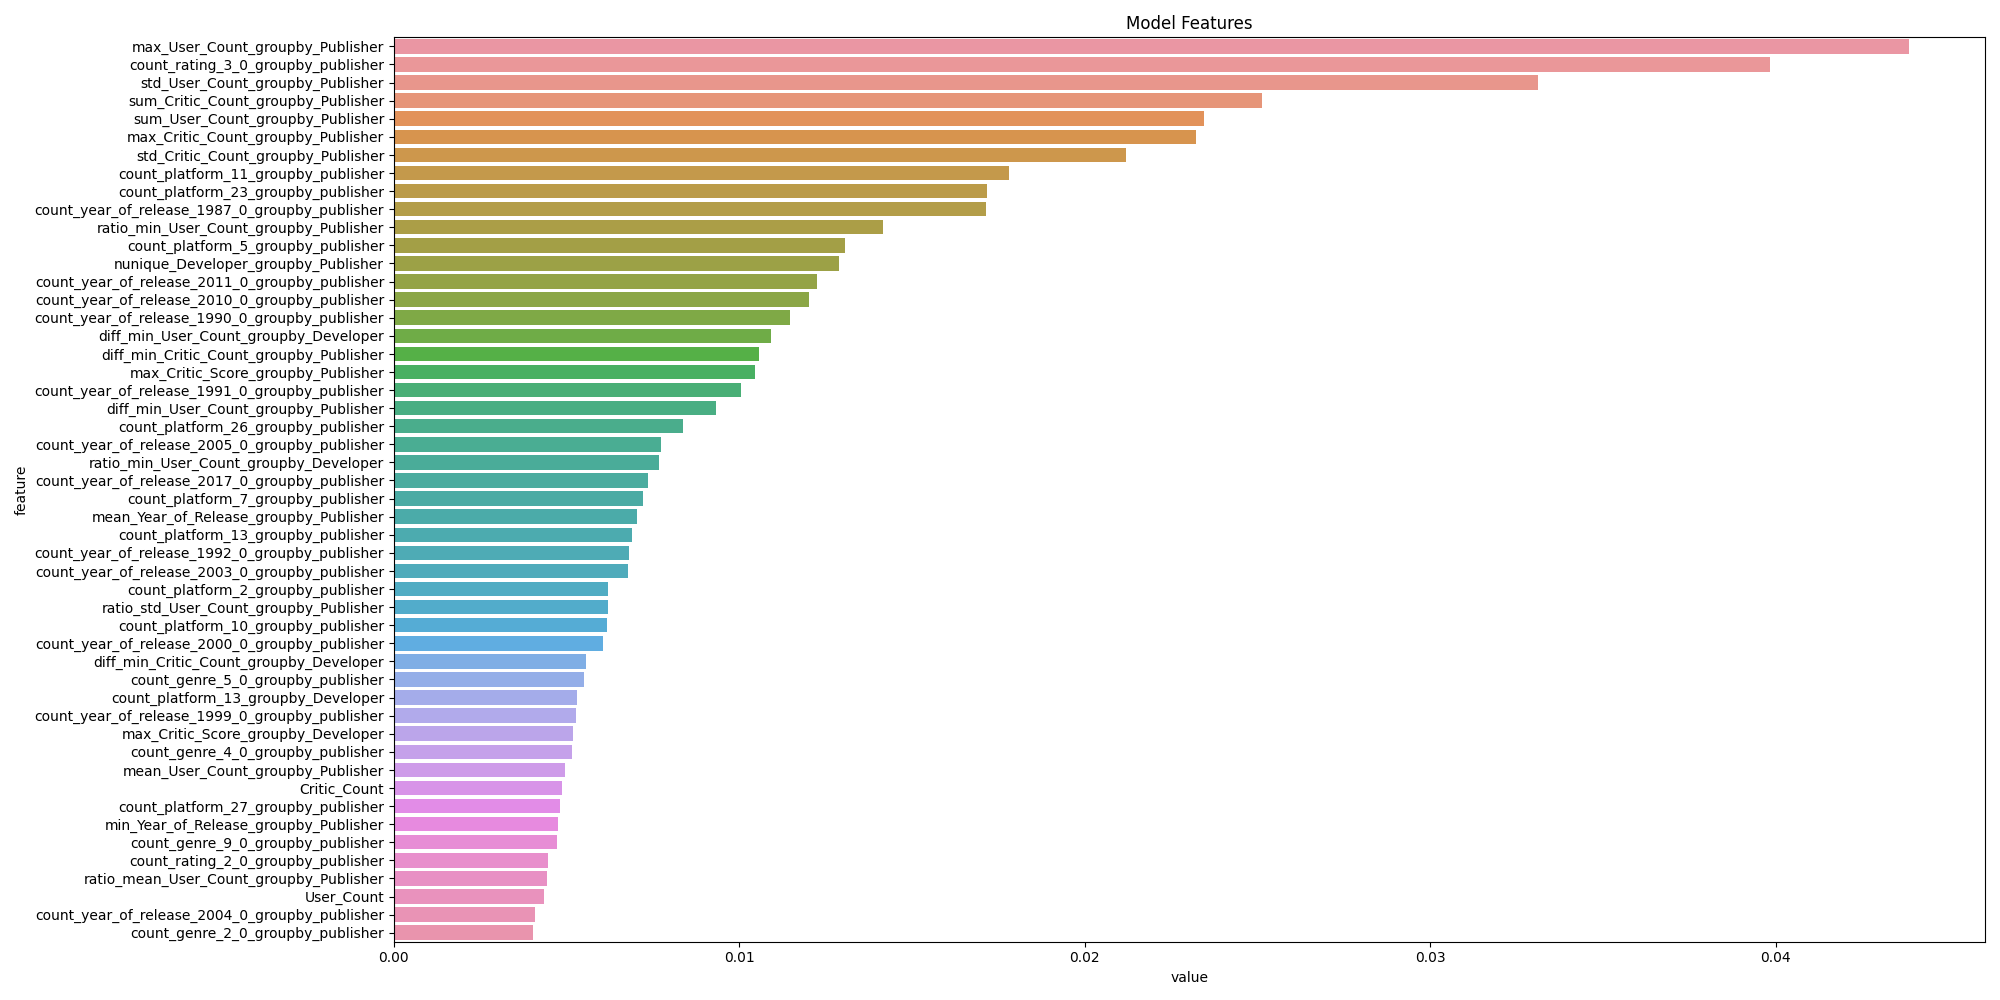 Model Features
max_User_Count_groupby_Publisher
count_rating_3_0_groupby_publisher
std_User_Count_groupby_Publisher
sum_Critic_Count_groupby_Publisher
sum_User_Count_groupby_Publisher
max_Critic_Count_groupby_Publisher
std_Critic_Count_groupby_Publisher
count_platform_11_groupby_publisher
count_platform_23_groupby_publisher
count_year_of_release_1987_0_groupby_publisher
ratio_min_User_Count_groupby_Publisher
count_platform_5_groupby_publisher
nunique_Developer_groupby_Publisher
count_year_of_release_2011_0_groupby_publisher
count_year_of_release_2010_0_groupby_publisher
count_year_of_release_1990_0_groupby_publisher
diff_min_User_Count_groupby_Developer
diff_min_Critic_Count_groupby_Publisher
max_Critic_Score_groupby_Publisher
count_year_of_release_1991_0_groupby_publisher
diff_min_User_Count_groupby_Publisher
count_platform_26_groupby_publisher
count_year_of_release_2005_0_groupby_publisher
ratio_min_User_Count_groupby_Developer
count_year_of_release_2017_0_groupby_publisher
count_platform_7_groupby_publisher
mean_Year_of_Release_groupby_Publisher
count_platform_13_groupby_publisher
count_year_of_release_1992_0_groupby_publisher
count_year_of_release_2003_0_groupby_publisher
count_platform_2_groupby_publisher
ratio_std_User_Count_groupby_Publisher
count_platform_10_groupby_publisher
count_year_of_release_2000_0_groupby_publisher
diff_min_Critic_Count_groupby_Developer
count_genre_5_0_groupby_publisher
count_platform_13_groupby_Developer
count_year_of_release_1999_0_groupby_publisher
max_Critic_Score_groupby_Developer
count_genre_4_0_groupby_publisher
mean_User_Count_groupby_Publisher
Critic_Count
count_platform_27_groupby_publisher
min_Year_of_Release_groupby_Publisher
count_genre_9_0_groupby_publisher
count_rating_2_0_groupby_publisher
ratio_mean_User_Count_groupby_Publisher
User_Count
count_year_of_release_2004_0_groupby_publisher
count_genre_2_0_groupby_publisher
feature
0.00 0.01 0.02 0.03 0.04
value